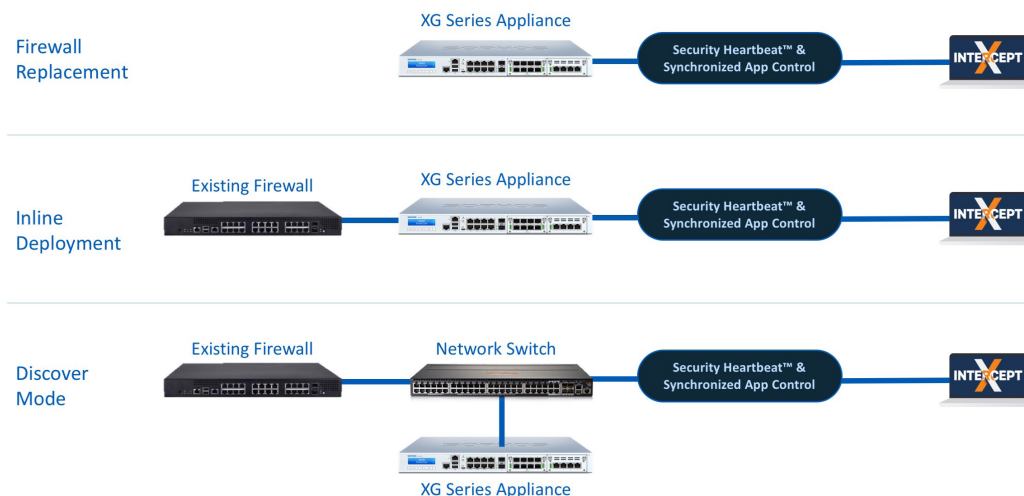 XG Series Appliance
Firewall
Replacement
Security Heartbeat™ &
Synchronized App Control
INTERCEPT
Existing Firewall
XG Series Appliance
Inline
Deployment
Security Heartbeat™ &
Synchronized App Control
INTERCEPT
Existing Firewall
Network Switch
Discover
Mode
Security Heartbeat™ &
Synchronized App Control
INTERCEPT
XG Series Appliance